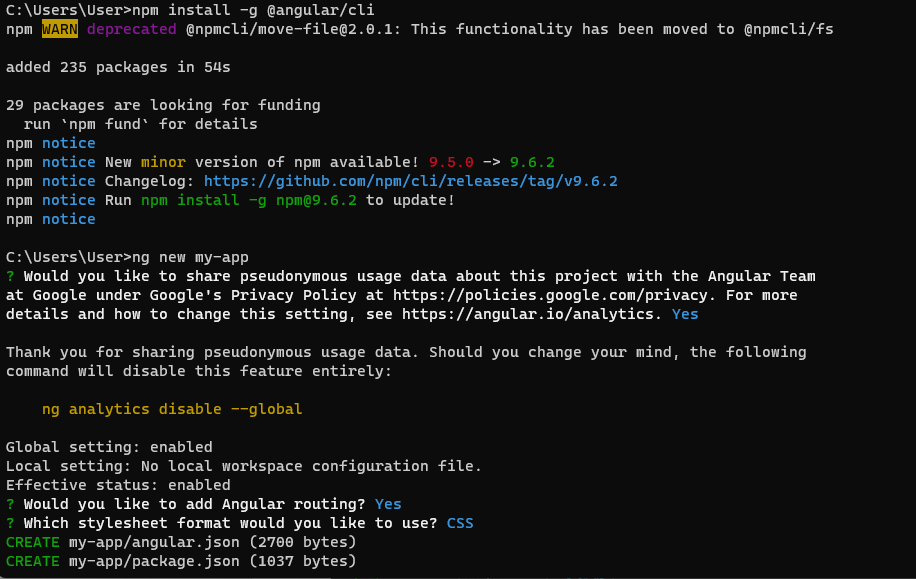 C:\Users\User>npm install -g @angular/cli
npm WARN deprecated @npmcli/move-file@2.0.1: This functionality has been moved to @npmcli/fs
added 235 packages in 54s
29 packages are looking for funding
  run `npm fund` for details
npm notice
npm notice New minor version of npm available! 9.5.0 -> 9.6.2
npm notice Changelog: https://github.com/npm/cli/releases/tag/v9.6.2
npm notice Run npm install -g npm@9.6.2 to update!
npm notice
C:\Users\User>ng new my-app
? Would you like to share pseudonymous usage data about this project with the Angular Team
at Google under Google's Privacy Policy at https://policies.google.com/privacy. For more
details and how to change this setting, see https://angular.io/analytics. Yes
Thank you for sharing pseudonymous usage data. Should you change your mind, the following
command will disable this feature entirely:
    ng analytics disable --global
Global setting: enabled
Local setting: No local workspace configuration file.
Effective status: enabled
? Would you like to add Angular routing? Yes
? Which stylesheet format would you like to use? CSS
CREATE my-app/angular.json (2700 bytes)
CREATE my-app/package.json (1037 bytes)